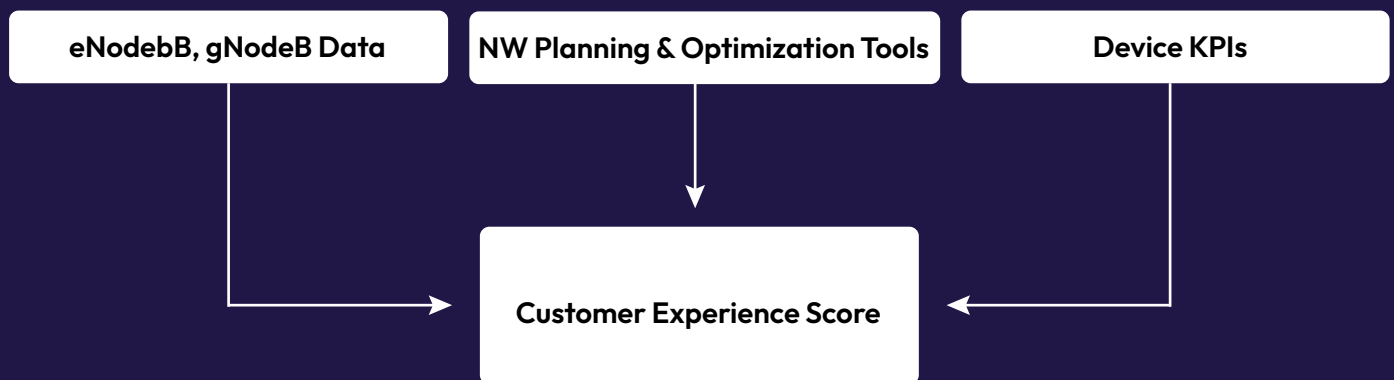 eNodebB, gNodeB Data
NW Planning & Optimization Tools
Device KPIs
Customer Experience Score